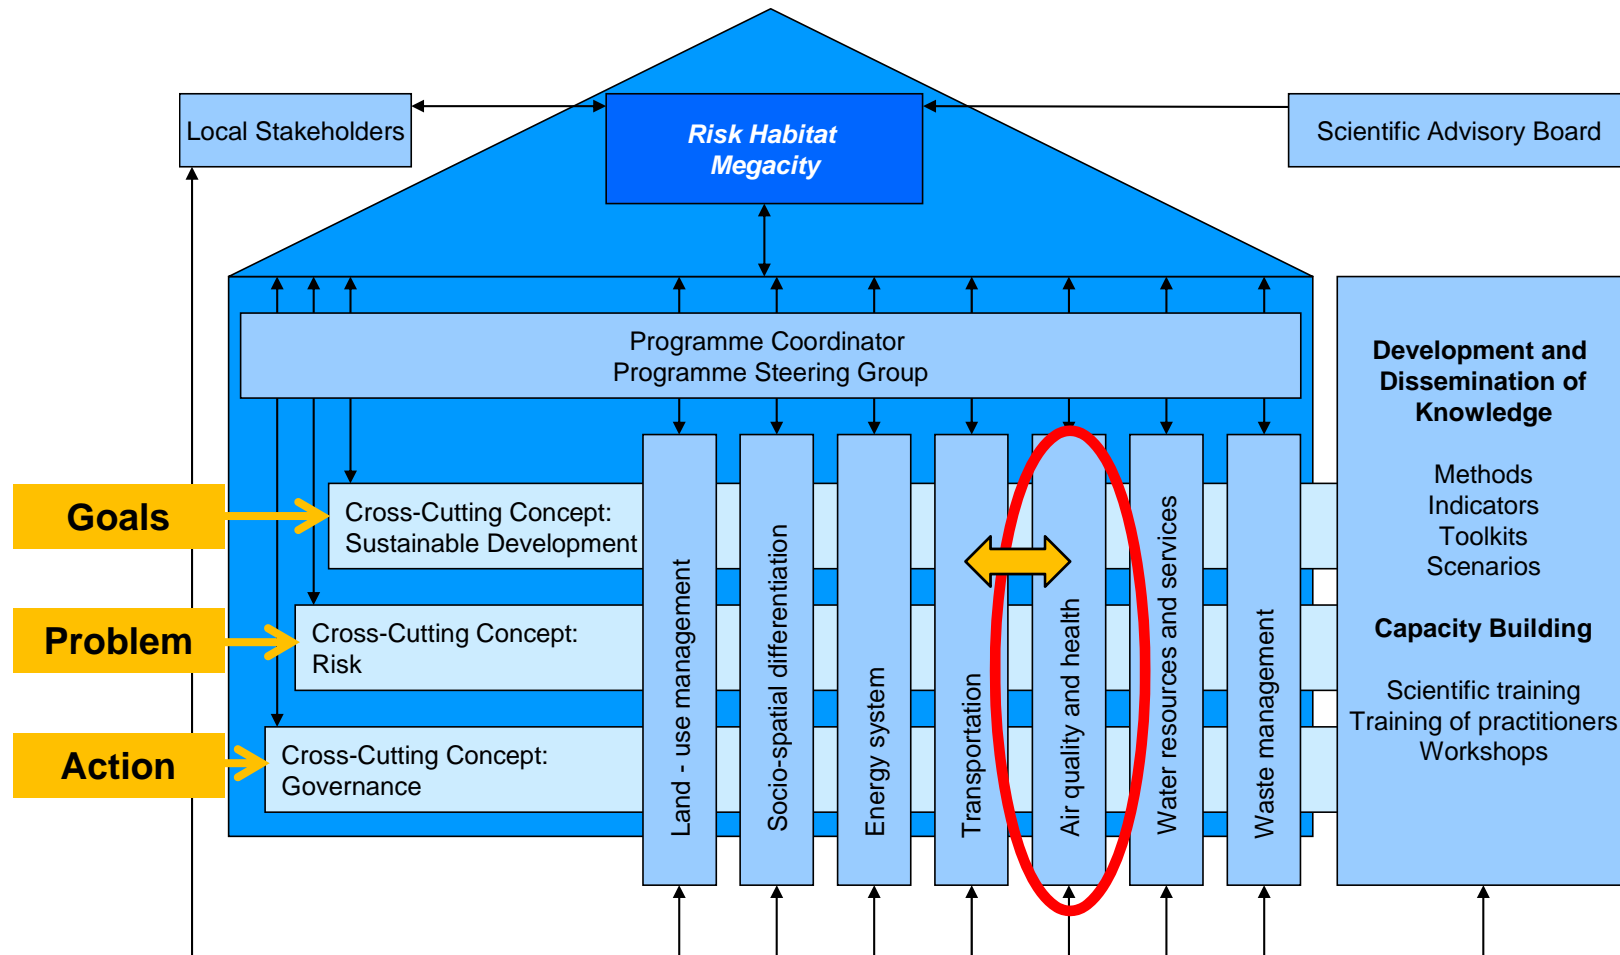 Local Stakeholders
Risk Habitat
Megacity
Scientific Advisory Board
Programme Coordinator
Programme Steering Group
Goals
Cross-Cutting Concept:
Sustainable Development
Problem
Cross-Cutting Concept:
Risk
Action
Cross-Cutting Concept:
Governance
Land - use management
Socio-spatial differentiation
Energy system
Transportation
Air quality and health
Water resources and services
Waste management
Development and
Dissemination of
Knowledge
Methods
Indicators
Toolkits
Scenarios
Capacity Building
Scientific training
Training of practitioners
Workshops